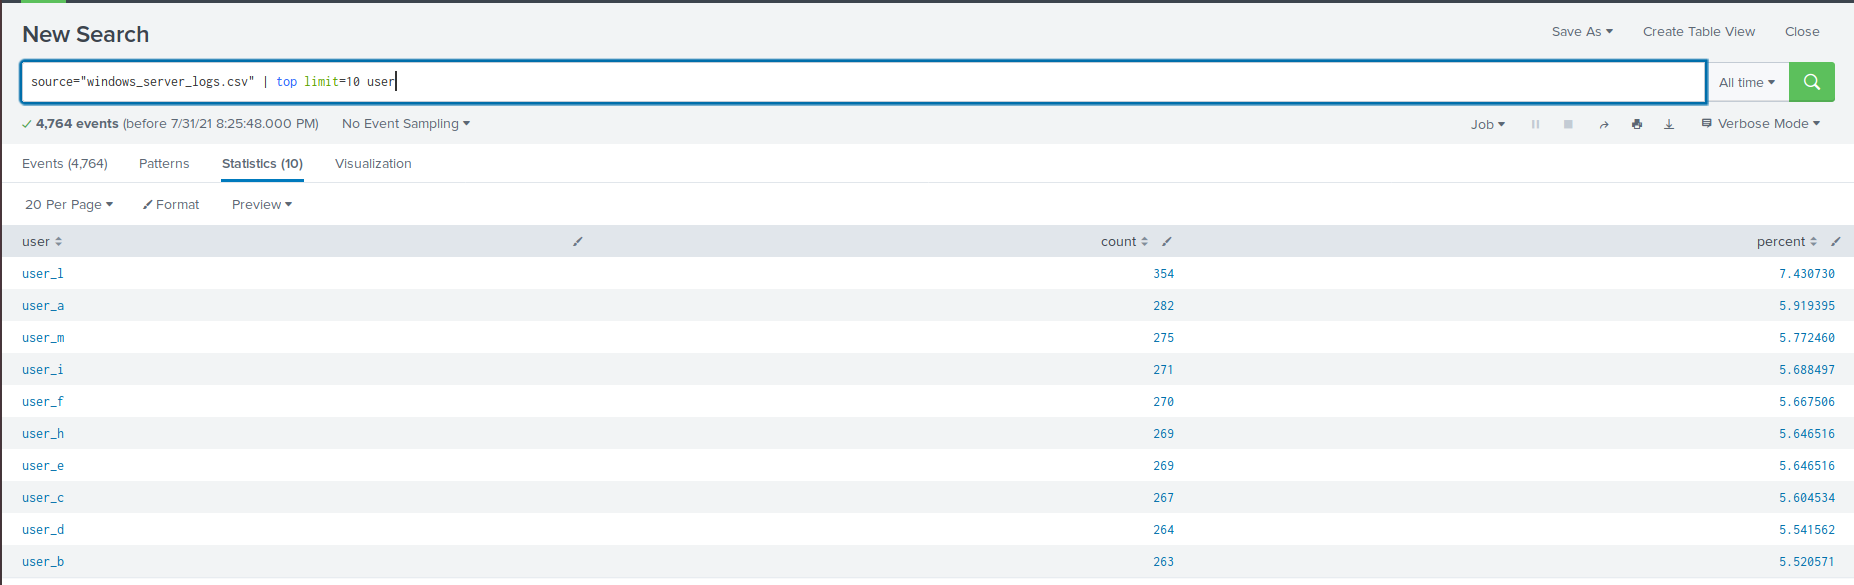 New Search
Save As Create Table View Close
source="windows_server_logs.csv" | top limit=10 user
All time
4,764 events (before 7/31/21 8:25:48.000 PM) No Event Sampling
Job Verbose Mode
Events (4,764) Patterns Statistics (10) Visualization
20 Per Page Format Preview
user count percent
user_l 354 7.430730
user_a 282 5.919395
user_m 275 5.772460
user_i 271 5.688497
user_f 270 5.667506
user_h 269 5.646516
user_e 269 5.646516
user_c 267 5.604534
user_d 264 5.541562
user_b 263 5.520571